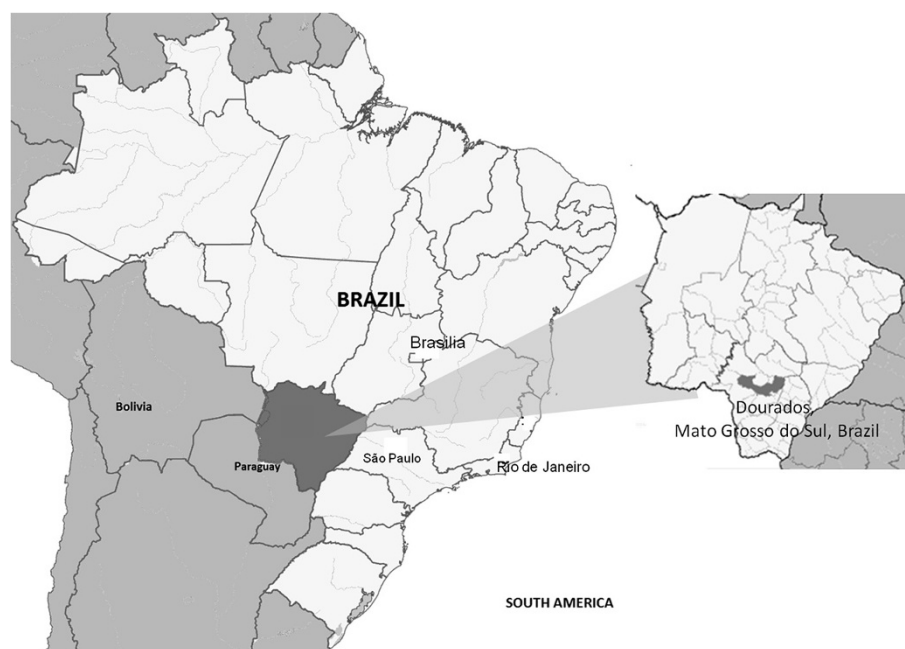 BRAZIL
Brasilia
Bolivia
Paraguay
São Paulo
Rio de Janeiro
SOUTH AMERICA
Dourados,
Mato Grosso do Sul, Brazil